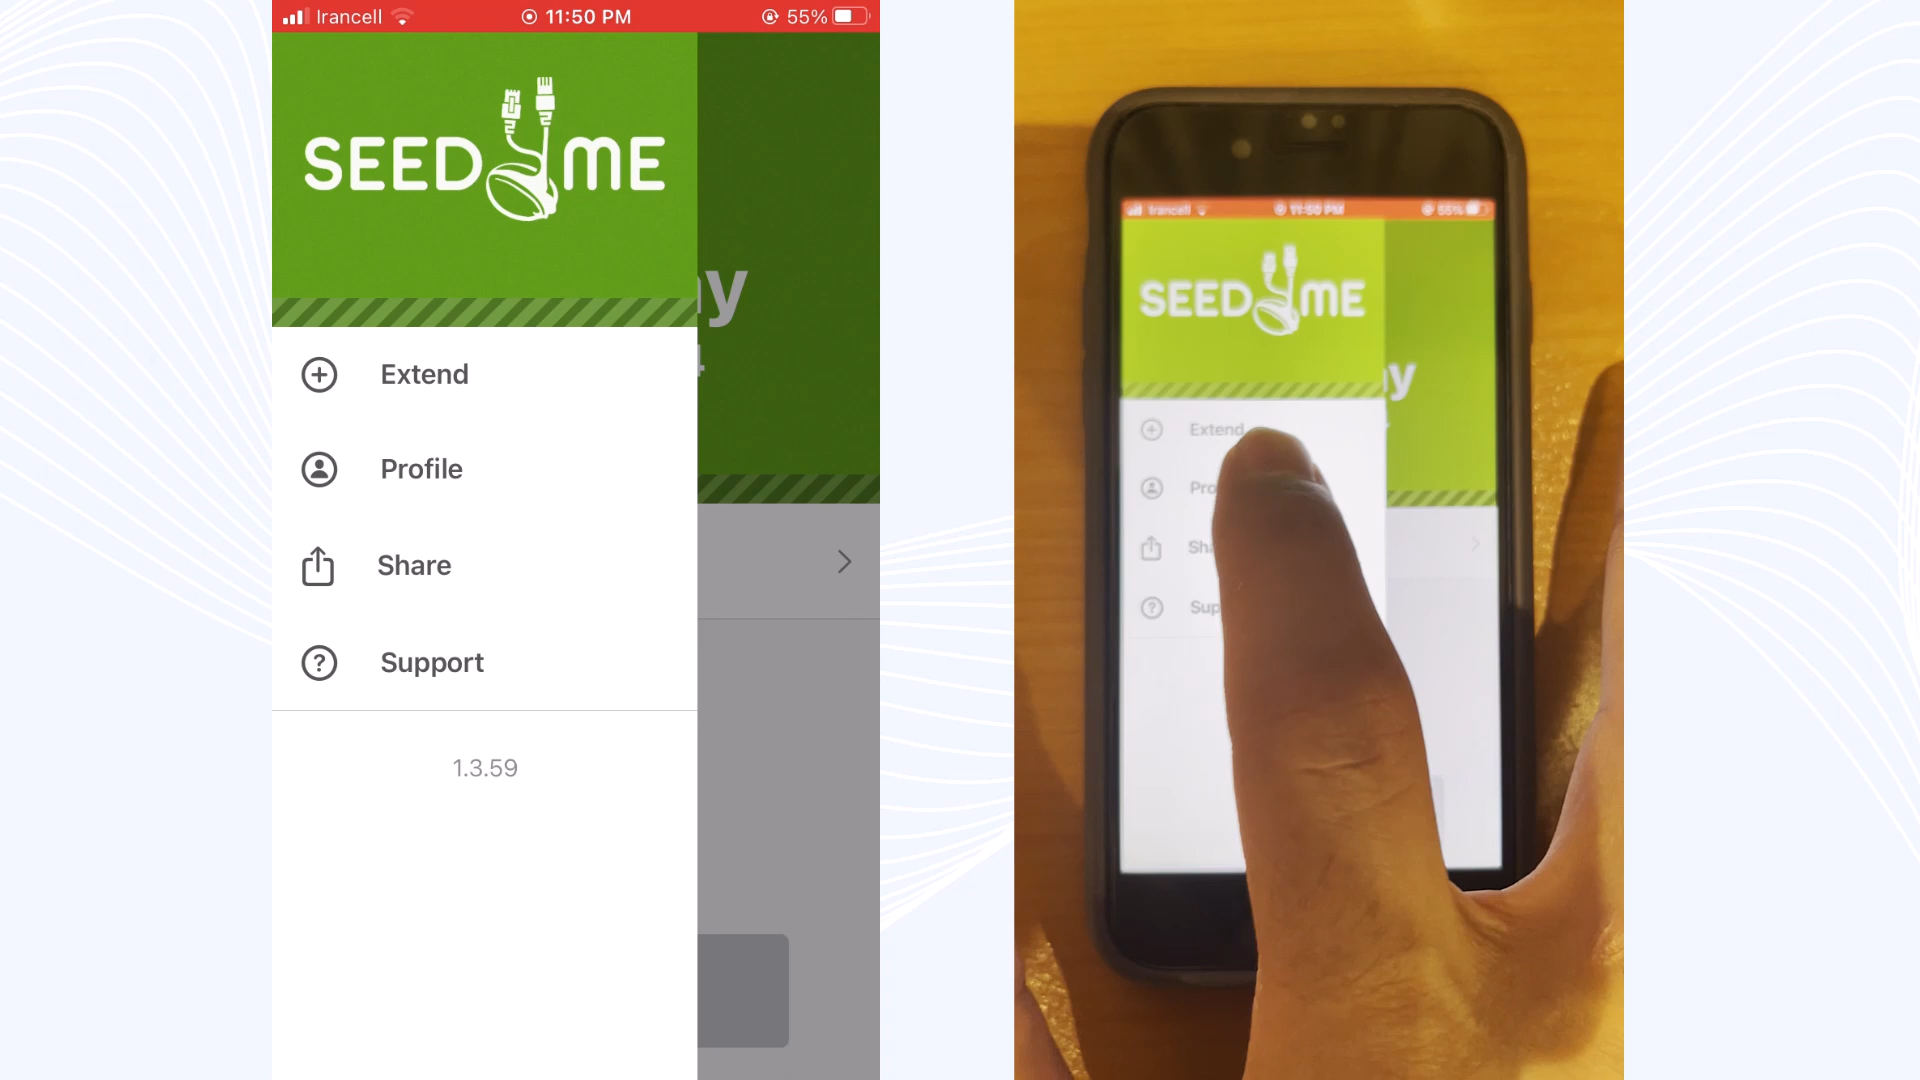 Irancell 11:50 PM 55%
SEED ME
Extend
Profile
Share
Support
1.3.59
y
Irancell 11:50 PM 55%
SEED ME
y
Extend
Pro
Sha
Sup